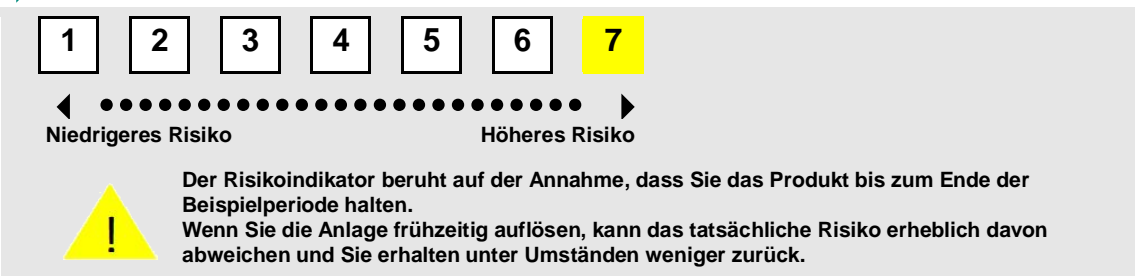 1 2 3 4 5 6 7
Niedrigeres Risiko Höheres Risiko
Der Risikoindikator beruht auf der Annahme, dass Sie das Produkt bis zum Ende der
Beispielperiode halten.
!
Wenn Sie die Anlage frühzeitig auflösen, kann das tatsächliche Risiko erheblich davon
abweichen und Sie erhalten unter Umständen weniger zurück.